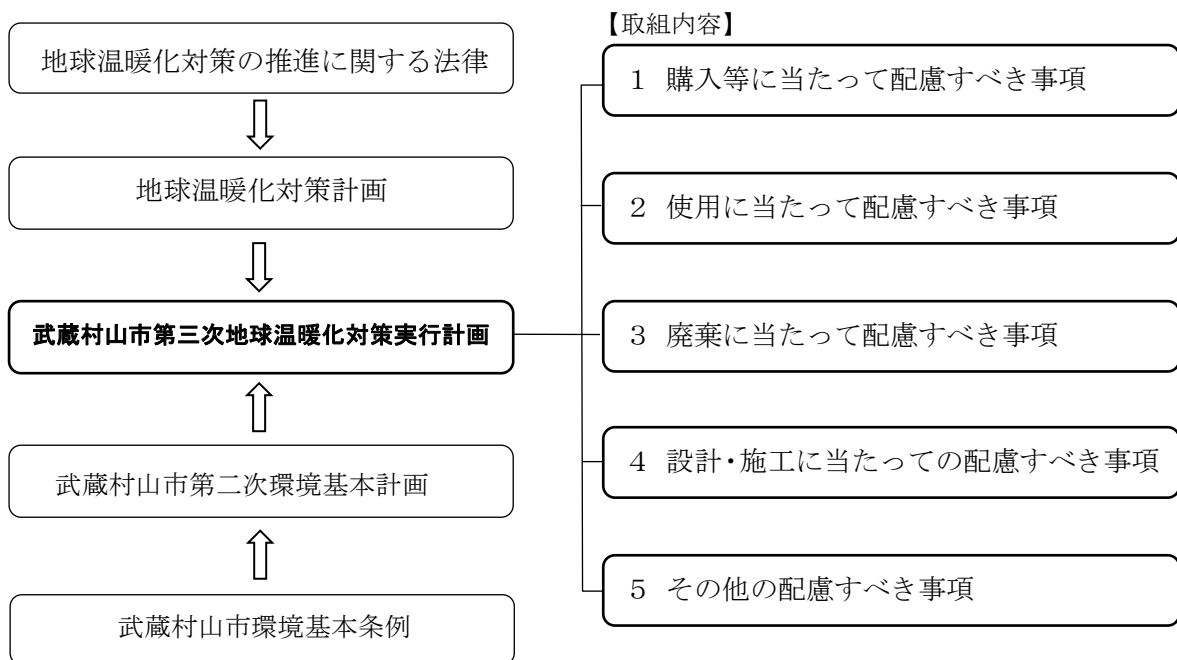 地球温暖化対策の推進に関する法律
地球温暖化対策計画
武蔵村山市第三次地球温暖化対策実行計画
武蔵村山市第二次環境基本計画
武蔵村山市環境基本条例
【取組内容】
1 購入等に当たって配慮すべき事項
2 使用に当たって配慮すべき事項
3 廃棄に当たって配慮すべき事項
4 設計・施工に当たっての配慮すべき事項
5 その他の配慮すべき事項